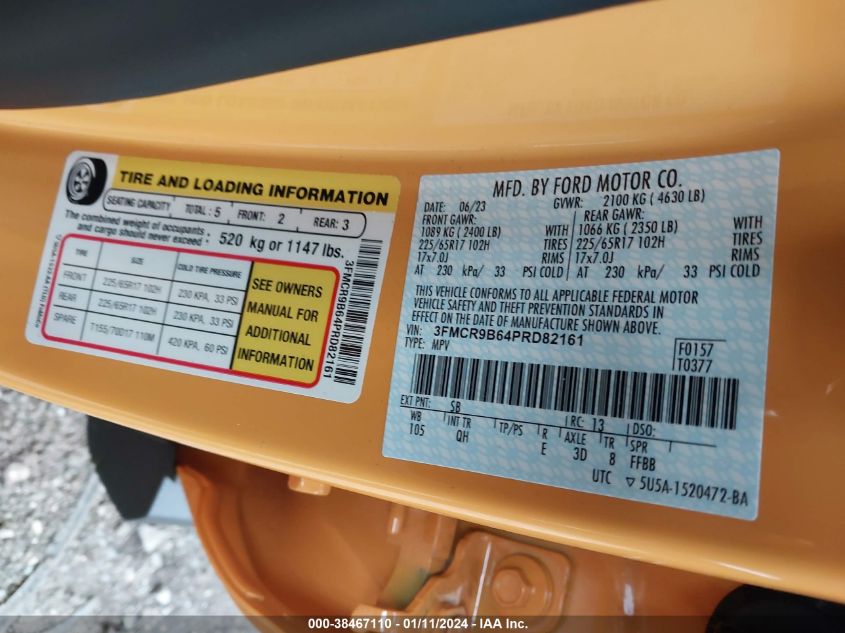 TIRE AND LOADING INFORMATION
SEATING CAPACITY TOTAL: 5 FRONT: 2 REAR: 3
The combined weight of occupants
and cargo should never exceed: 520 kg or 1147 lbs.
TIRE SIZE COLD TIRE PRESSURE
FRONT 225/65R17 102H 230 KPA, 33 PSI
REAR 225/65R17 102H 230 KPA, 33 PSI
SPARE T155/70D17 110M 420 KPA, 60 PSI
SEE OWNERS
MANUAL FOR
ADDITIONAL
INFORMATION
3FMCR9B64PRD82161
MFD. BY FORD MOTOR CO.
DATE: 06/23 GVWR: 2100 KG ( 4630 LB)
FRONT GAWR: REAR GAWR:
1089 KG ( 2400 LB) WITH 1066 KG ( 2350 LB) WITH
225/65R17 102H TIRES 225/65R17 102H TIRES
17x7.0J RIMS 17x7.0J RIMS
AT 230 kPa/ 33 PSI COLD AT 230 kPa/ 33 PSI COLD
THIS VEHICLE CONFORMS TO ALL APPLICABLE FEDERAL MOTOR
VEHICLE SAFETY AND THEFT PREVENTION STANDARDS IN
EFFECT ON THE DATE OF MANUFACTURE SHOWN ABOVE.
VIN: 3FMCR9B64PRD82161
TYPE: MPV
F0157
T0377
EXT PNT: SB RC: 13 DSO:
WB INT TR TP/PS R AXLE TR SPR
105 QH E 3D 8 FFBB
UTC ▽ 5U5A-1520472-BA
000-38467110 - 01/11/2024 - IAA Inc.